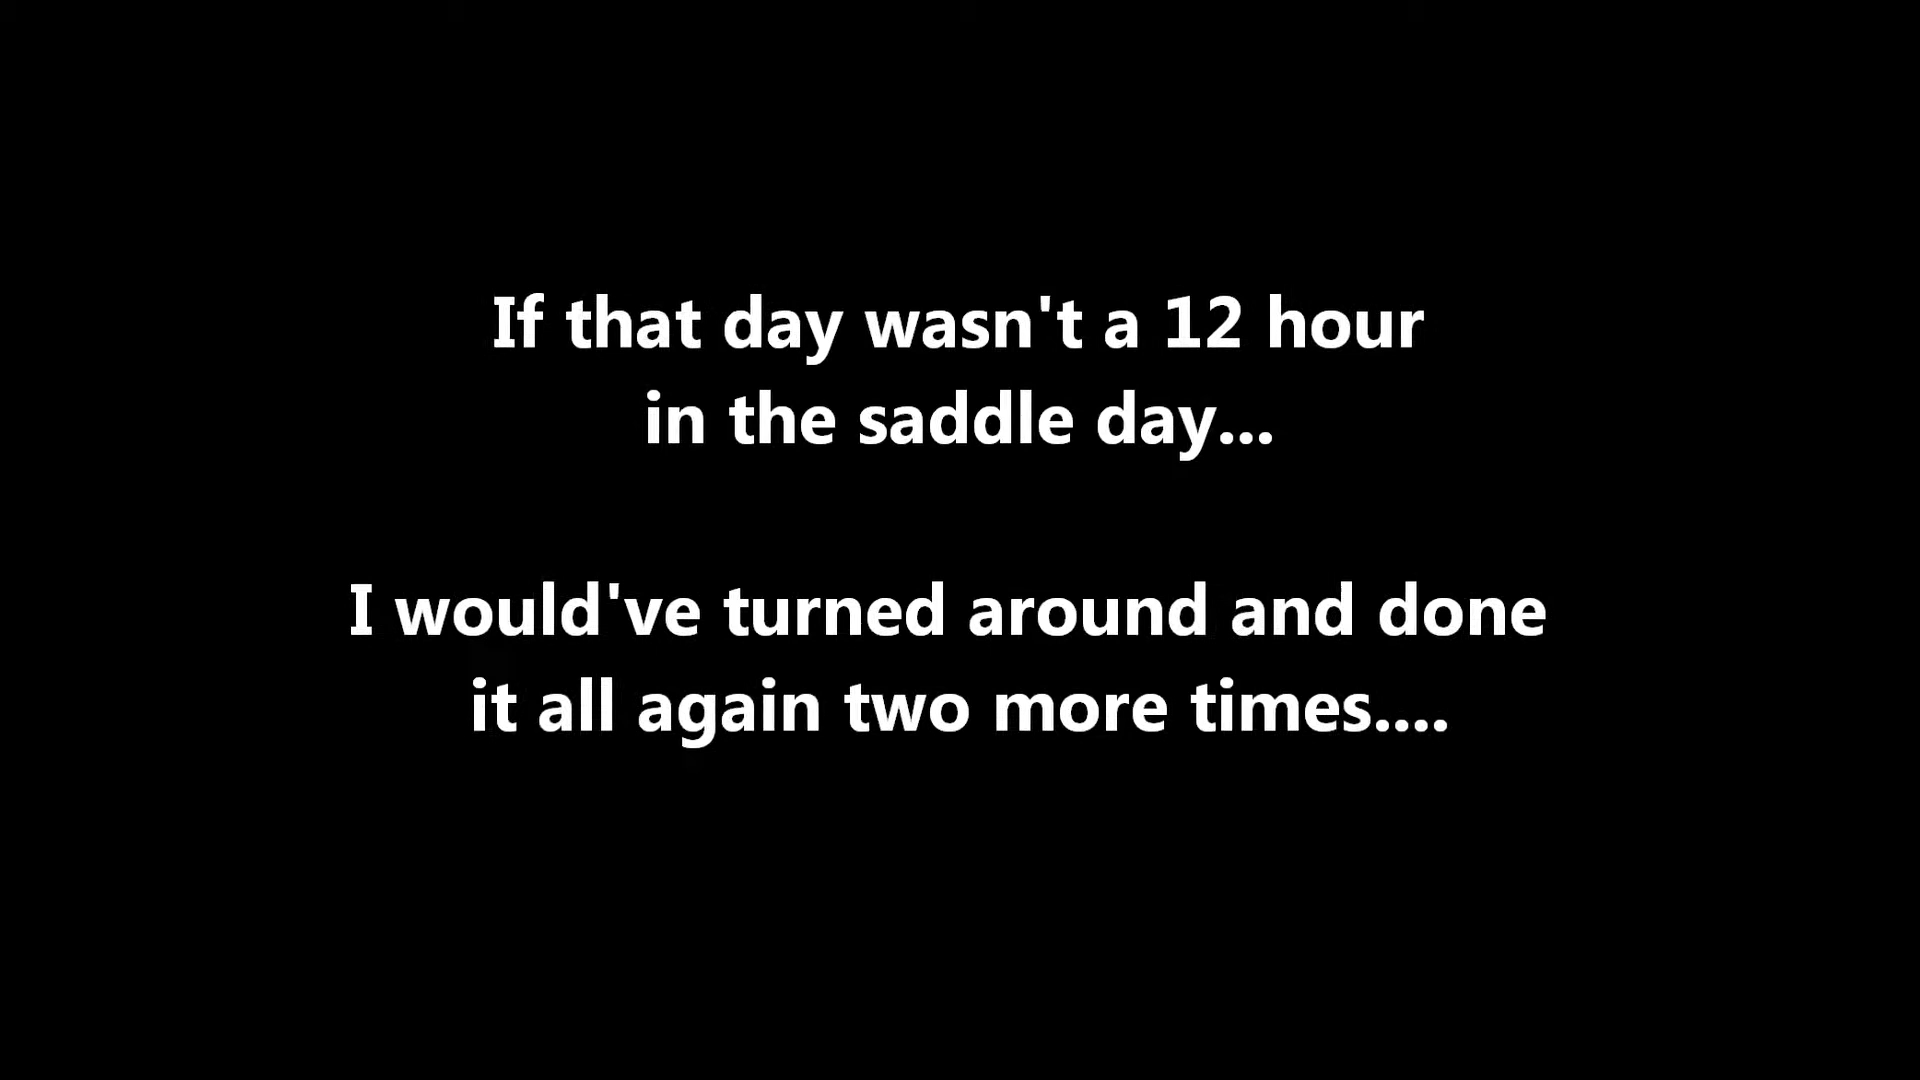 If that day wasn't a 12 hour
in the saddle day...
I would've turned around and done
it all again two more times....